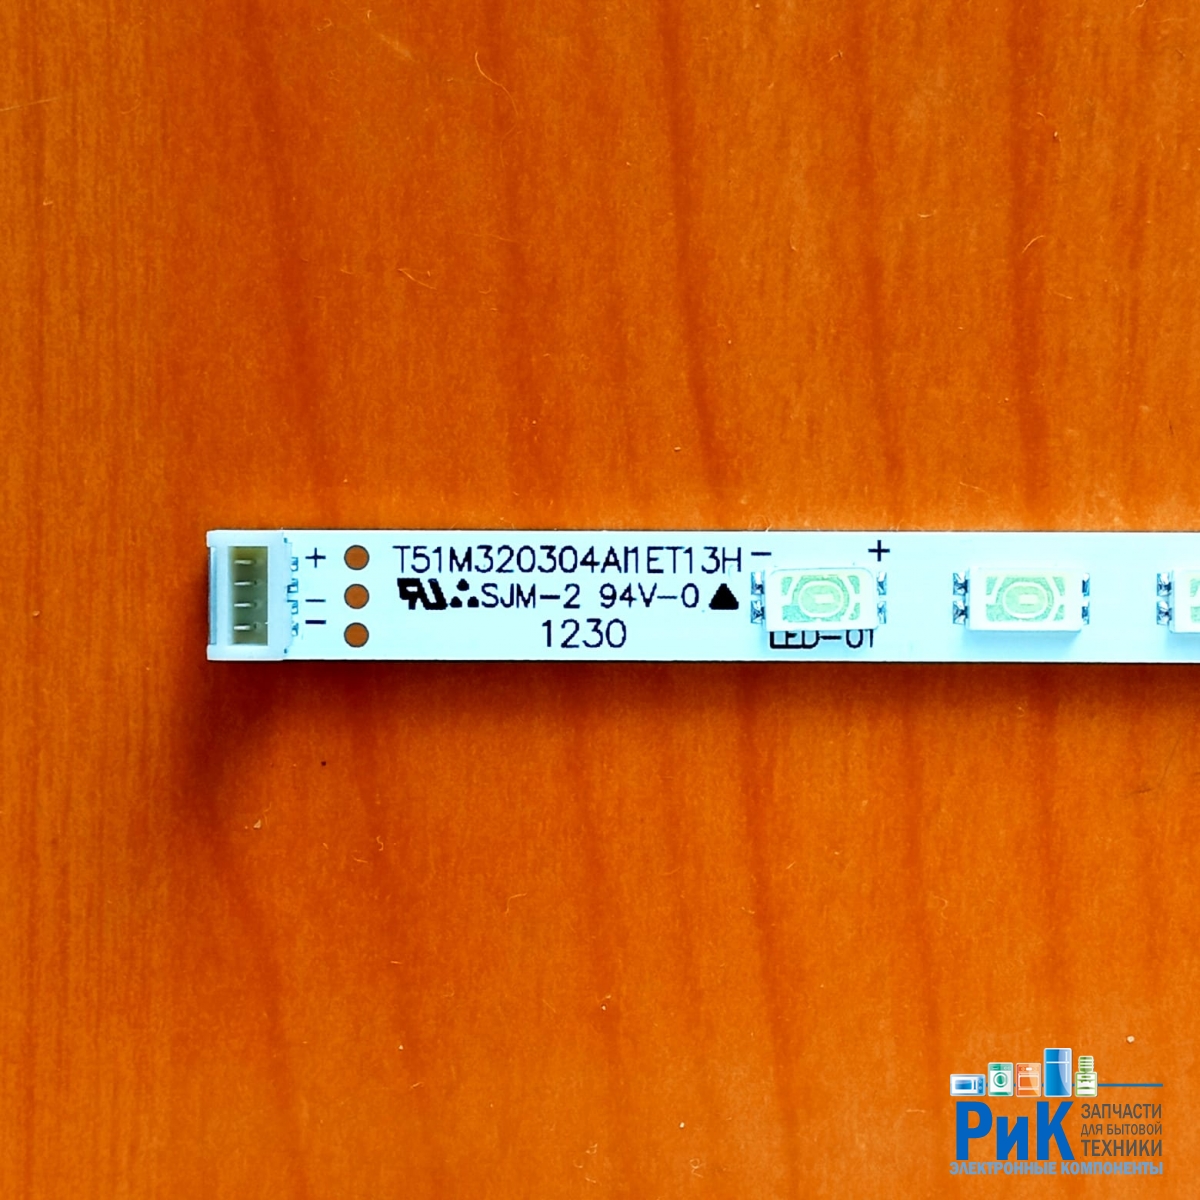 + T51M320304AI1ET13H - +
- SJM-2 94V-0
- 1230 LED-01
РиК
ЗАПЧАСТИ
ДЛЯ БЫТОВОЙ
ТЕХНИКИ
ЭЛЕКТРОННЫЕ КОМПОНЕНТЫ